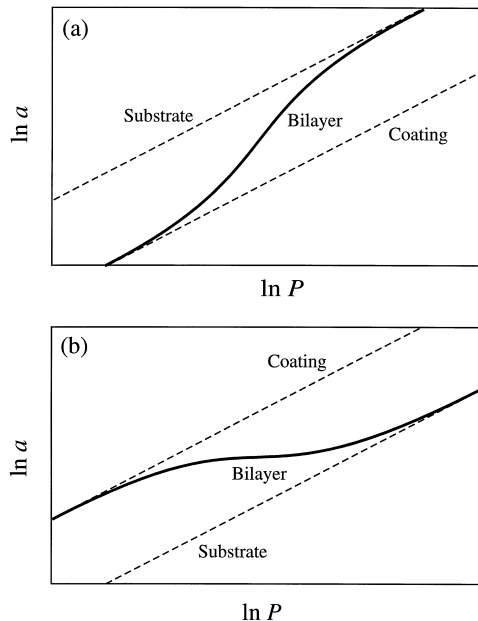 (a)
Substrate
Bilayer
Coating
ln a
ln P
(b)
Coating
Bilayer
Substrate
ln a
ln P